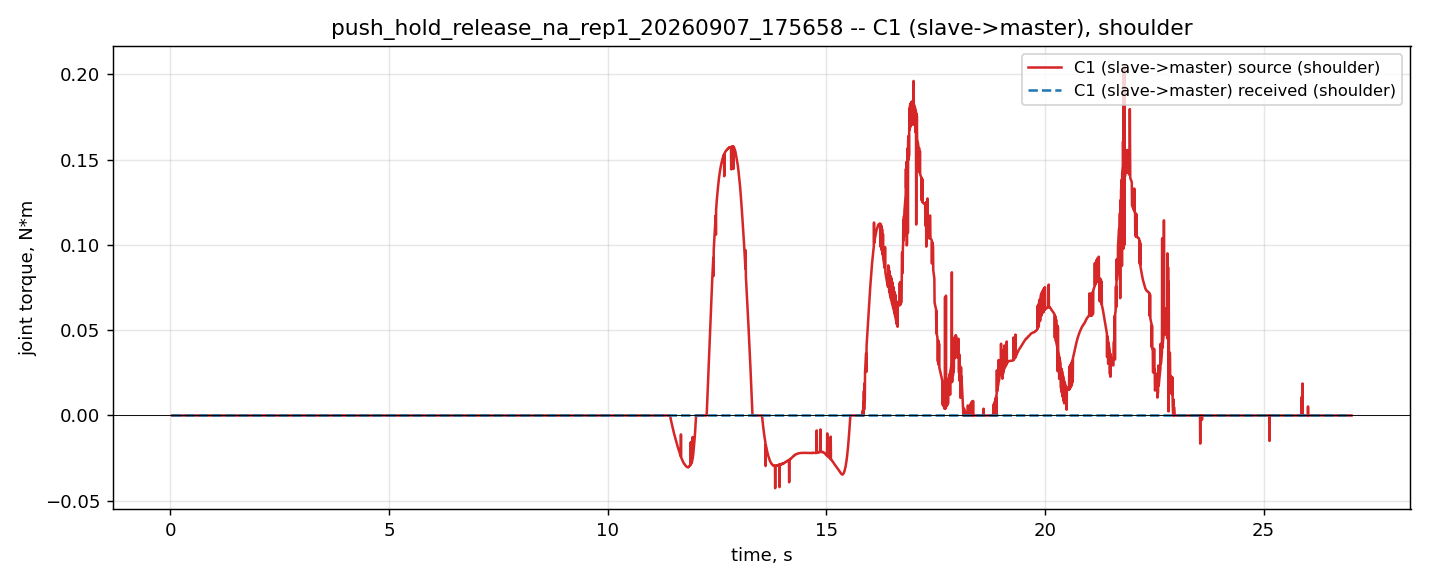 push_hold_release_na_rep1_20260907_175658 -- C1 (slave->master), shoulder
C1 (slave->master) source (shoulder)
C1 (slave->master) received (shoulder)
joint torque, N*m
0.20
0.15
0.10
0.05
0.00
−0.05
0 5 10 15 20 25
time, s